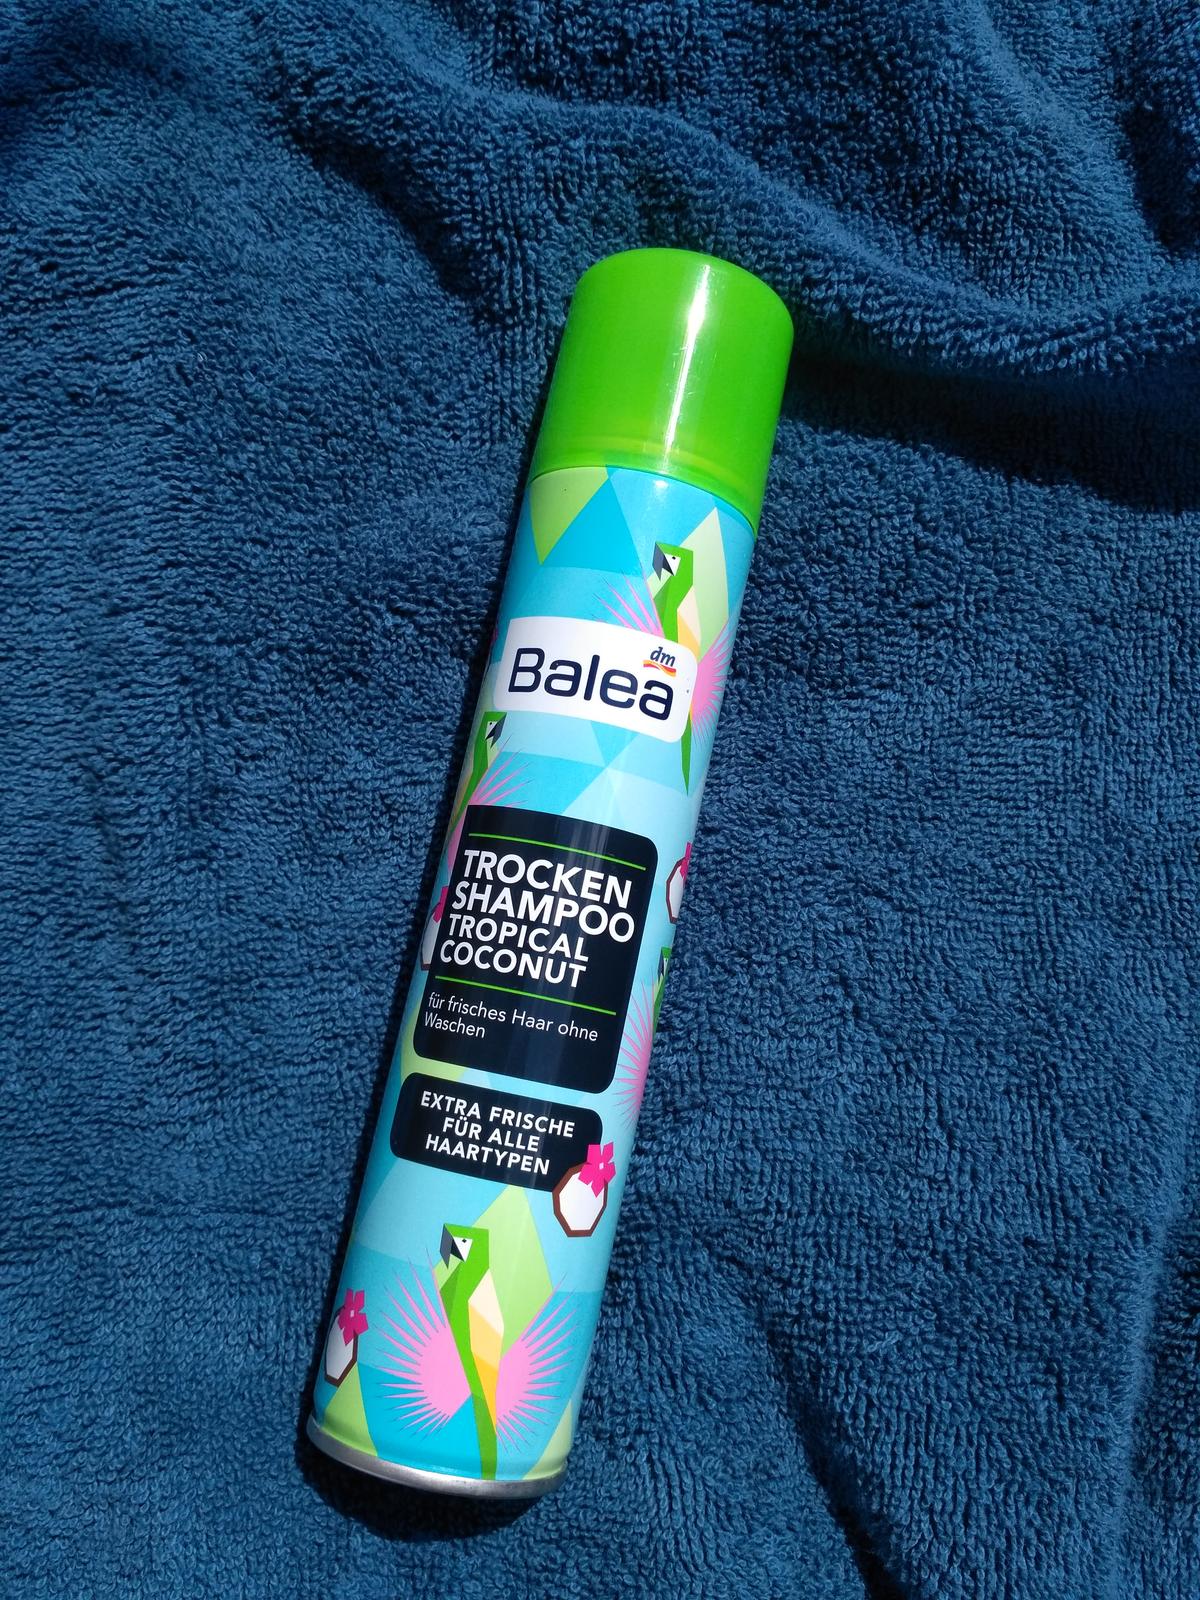 dm
Balea
TROCKEN
SHAMPOO
TROPICAL
COCONUT
für frisches Haar ohne
Waschen
EXTRA FRISCHE
FÜR ALLE
HAARTYPEN